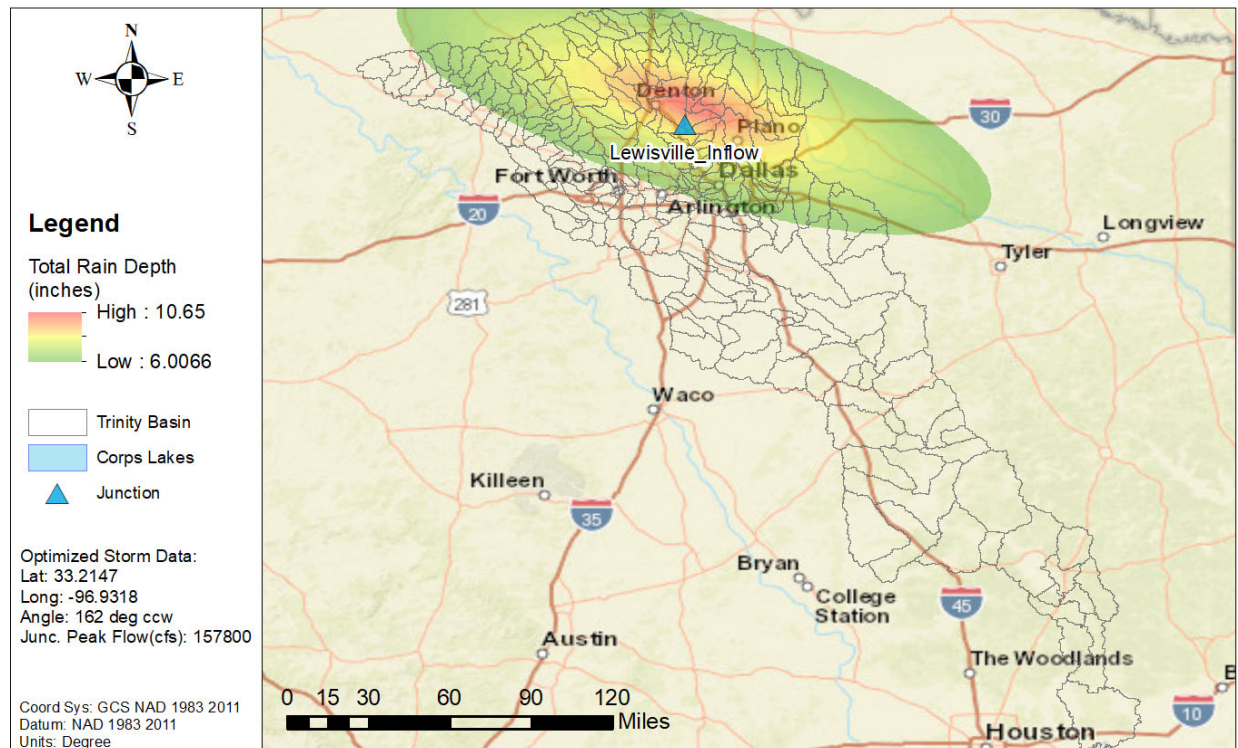 N
W
E
S
Legend
Total Rain Depth
(inches)
High : 10.65
Low : 6.0066
Trinity Basin
Corps Lakes
Junction
Optimized Storm Data:
Lat: 33.2147
Long: -96.9318
Angle: 162 deg ccw
Junc. Peak Flow(cfs): 157800
Coord Sys: GCS NAD 1983 2011
Datum: NAD 1983 2011
Units: Degree
Denton
30
Plano
Lewisville_Inflow
Dallas
Fort Worth
Arlington
20
Longview
Tyler
281
Waco
Killeen
35
Bryan
College
Station
45
Austin
The Woodlands
B
10
Houston
0 15 30 60 90 120
Miles